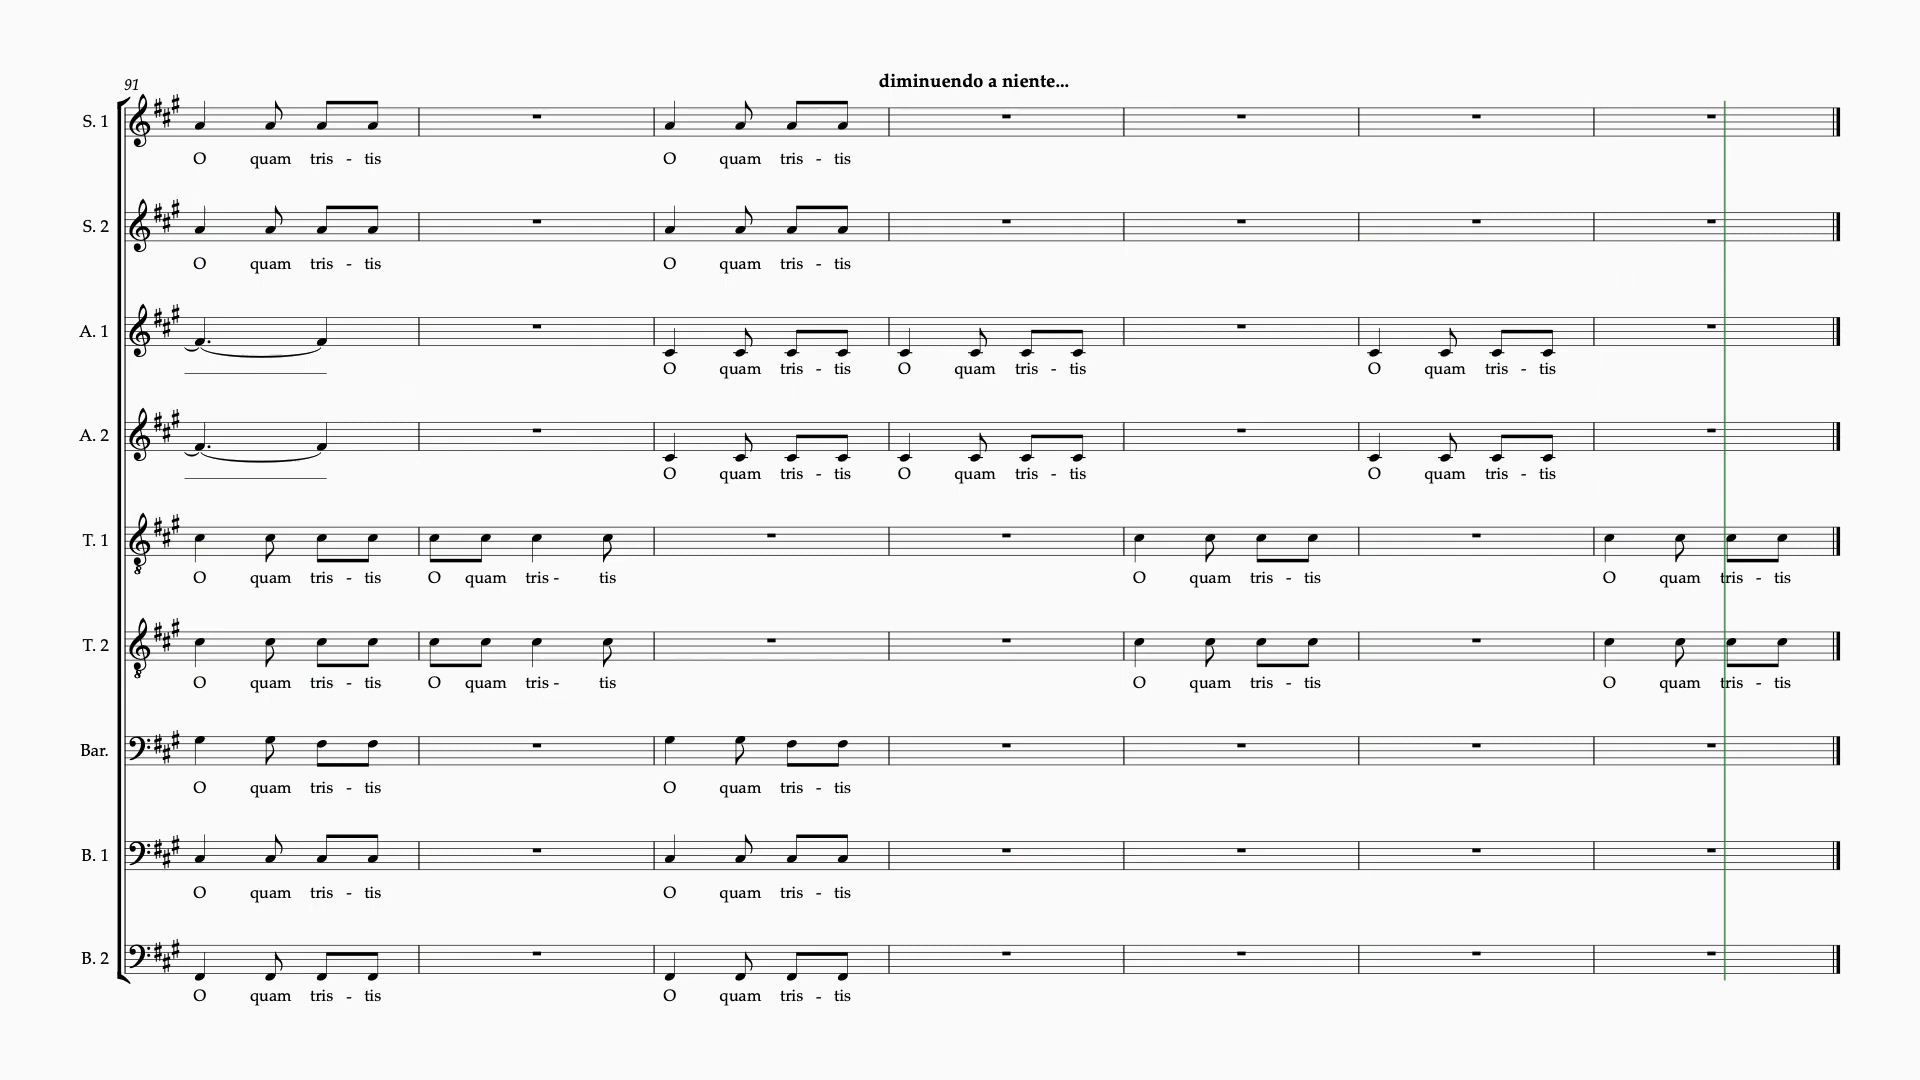 diminuendo a niente...
91
S. 1
O quam tris - tis O quam tris - tis
S. 2
O quam tris - tis O quam tris - tis
A. 1
O quam tris - tis O quam tris - tis O quam tris - tis
A. 2
O quam tris - tis O quam tris - tis O quam tris - tis
T. 1
O quam tris - tis O quam tris - tis O quam tris - tis O quam tris - tis
T. 2
O quam tris - tis O quam tris - tis O quam tris - tis O quam tris - tis
Bar.
O quam tris - tis O quam tris - tis
B. 1
O quam tris - tis O quam tris - tis
B. 2
O quam tris - tis O quam tris - tis